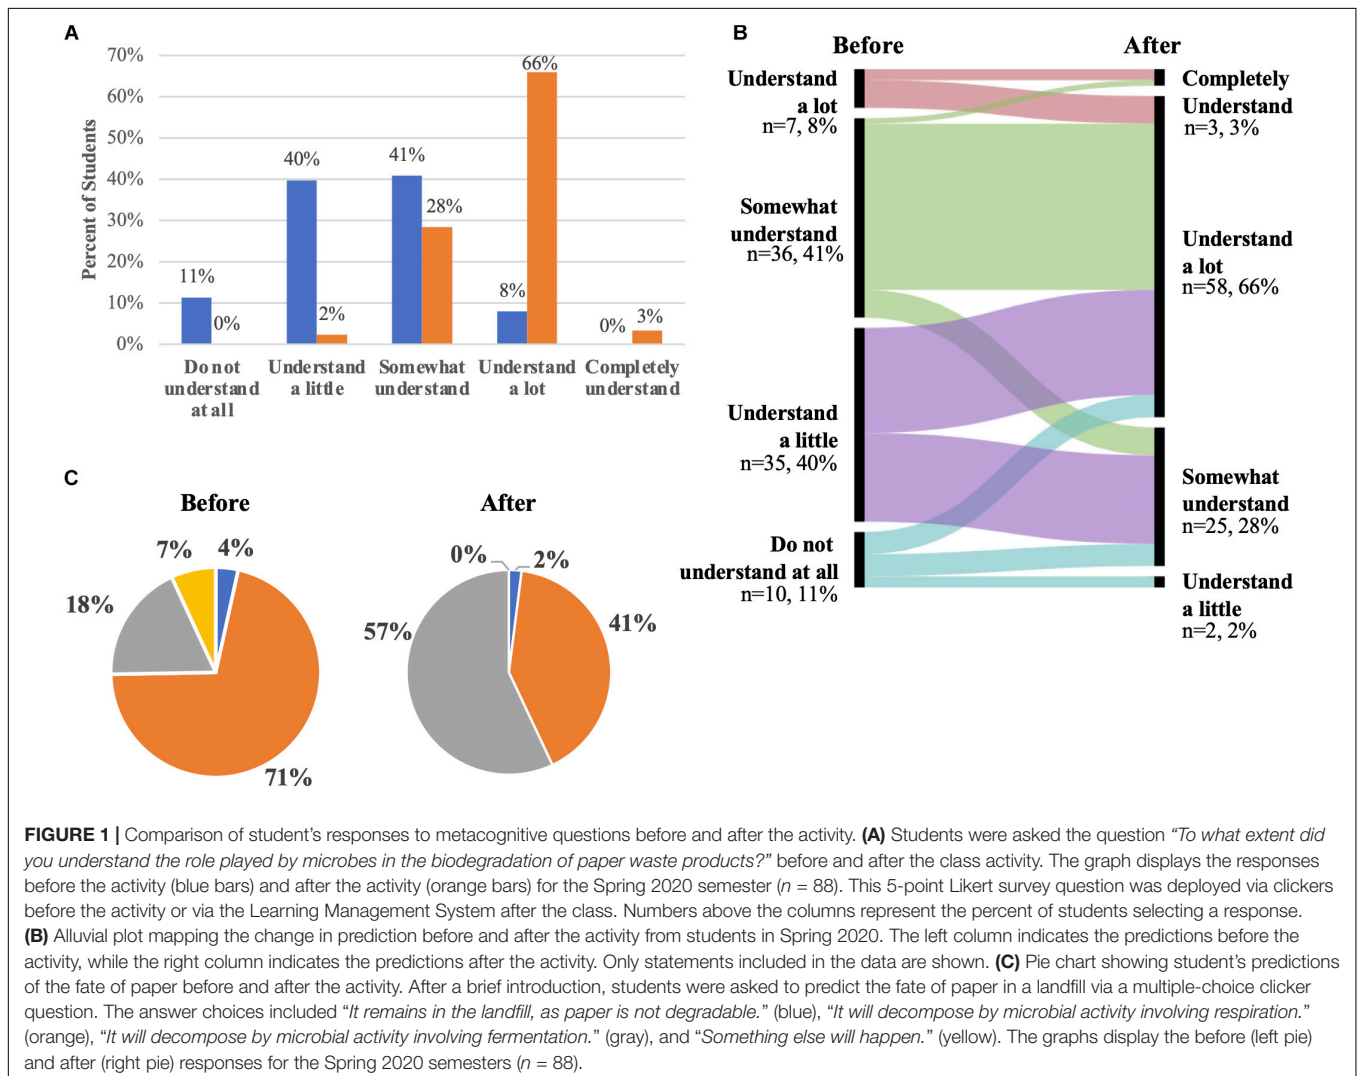 A
70%
60%
50%
40%
30%
20%
10%
0%
Percent of Students
11%
0%
40%
2%
41%
28%
8%
66%
0%
3%
Do not
understand
at all
Understand
a little
Somewhat
understand
Understand
a lot
Completely
understand
B
Before
After
Understand
a lot
n=7, 8%
Somewhat
understand
n=36, 41%
Understand
a little
n=35, 40%
Do not
understand at all
n=10, 11%
Completely
Understand
n=3, 3%
Understand
a lot
n=58, 66%
Somewhat
understand
n=25, 28%
Understand
a little
n=2, 2%
C
Before
7%
4%
18%
71%
After
0%
2%
57%
41%
FIGURE 1 | Comparison of student's responses to metacognitive questions before and after the activity. (A) Students were asked the question "To what extent did
you understand the role played by microbes in the biodegradation of paper waste products?" before and after the class activity. The graph displays the responses
before the activity (blue bars) and after the activity (orange bars) for the Spring 2020 semester (n = 88). This 5-point Likert survey question was deployed via clickers
before the activity or via the Learning Management System after the class. Numbers above the columns represent the percent of students selecting a response.
(B) Alluvial plot mapping the change in prediction before and after the activity from students in Spring 2020. The left column indicates the predictions before the
activity, while the right column indicates the predictions after the activity. Only statements included in the data are shown. (C) Pie chart showing student's predictions
of the fate of paper before and after the activity. After a brief introduction, students were asked to predict the fate of paper in a landfill via a multiple-choice clicker
question. The answer choices included "It remains in the landfill, as paper is not degradable." (blue), "It will decompose by microbial activity involving respiration."
(orange), "It will decompose by microbial activity involving fermentation." (gray), and "Something else will happen." (yellow). The graphs display the before (left pie)
and after (right pie) responses for the Spring 2020 semesters (n = 88).